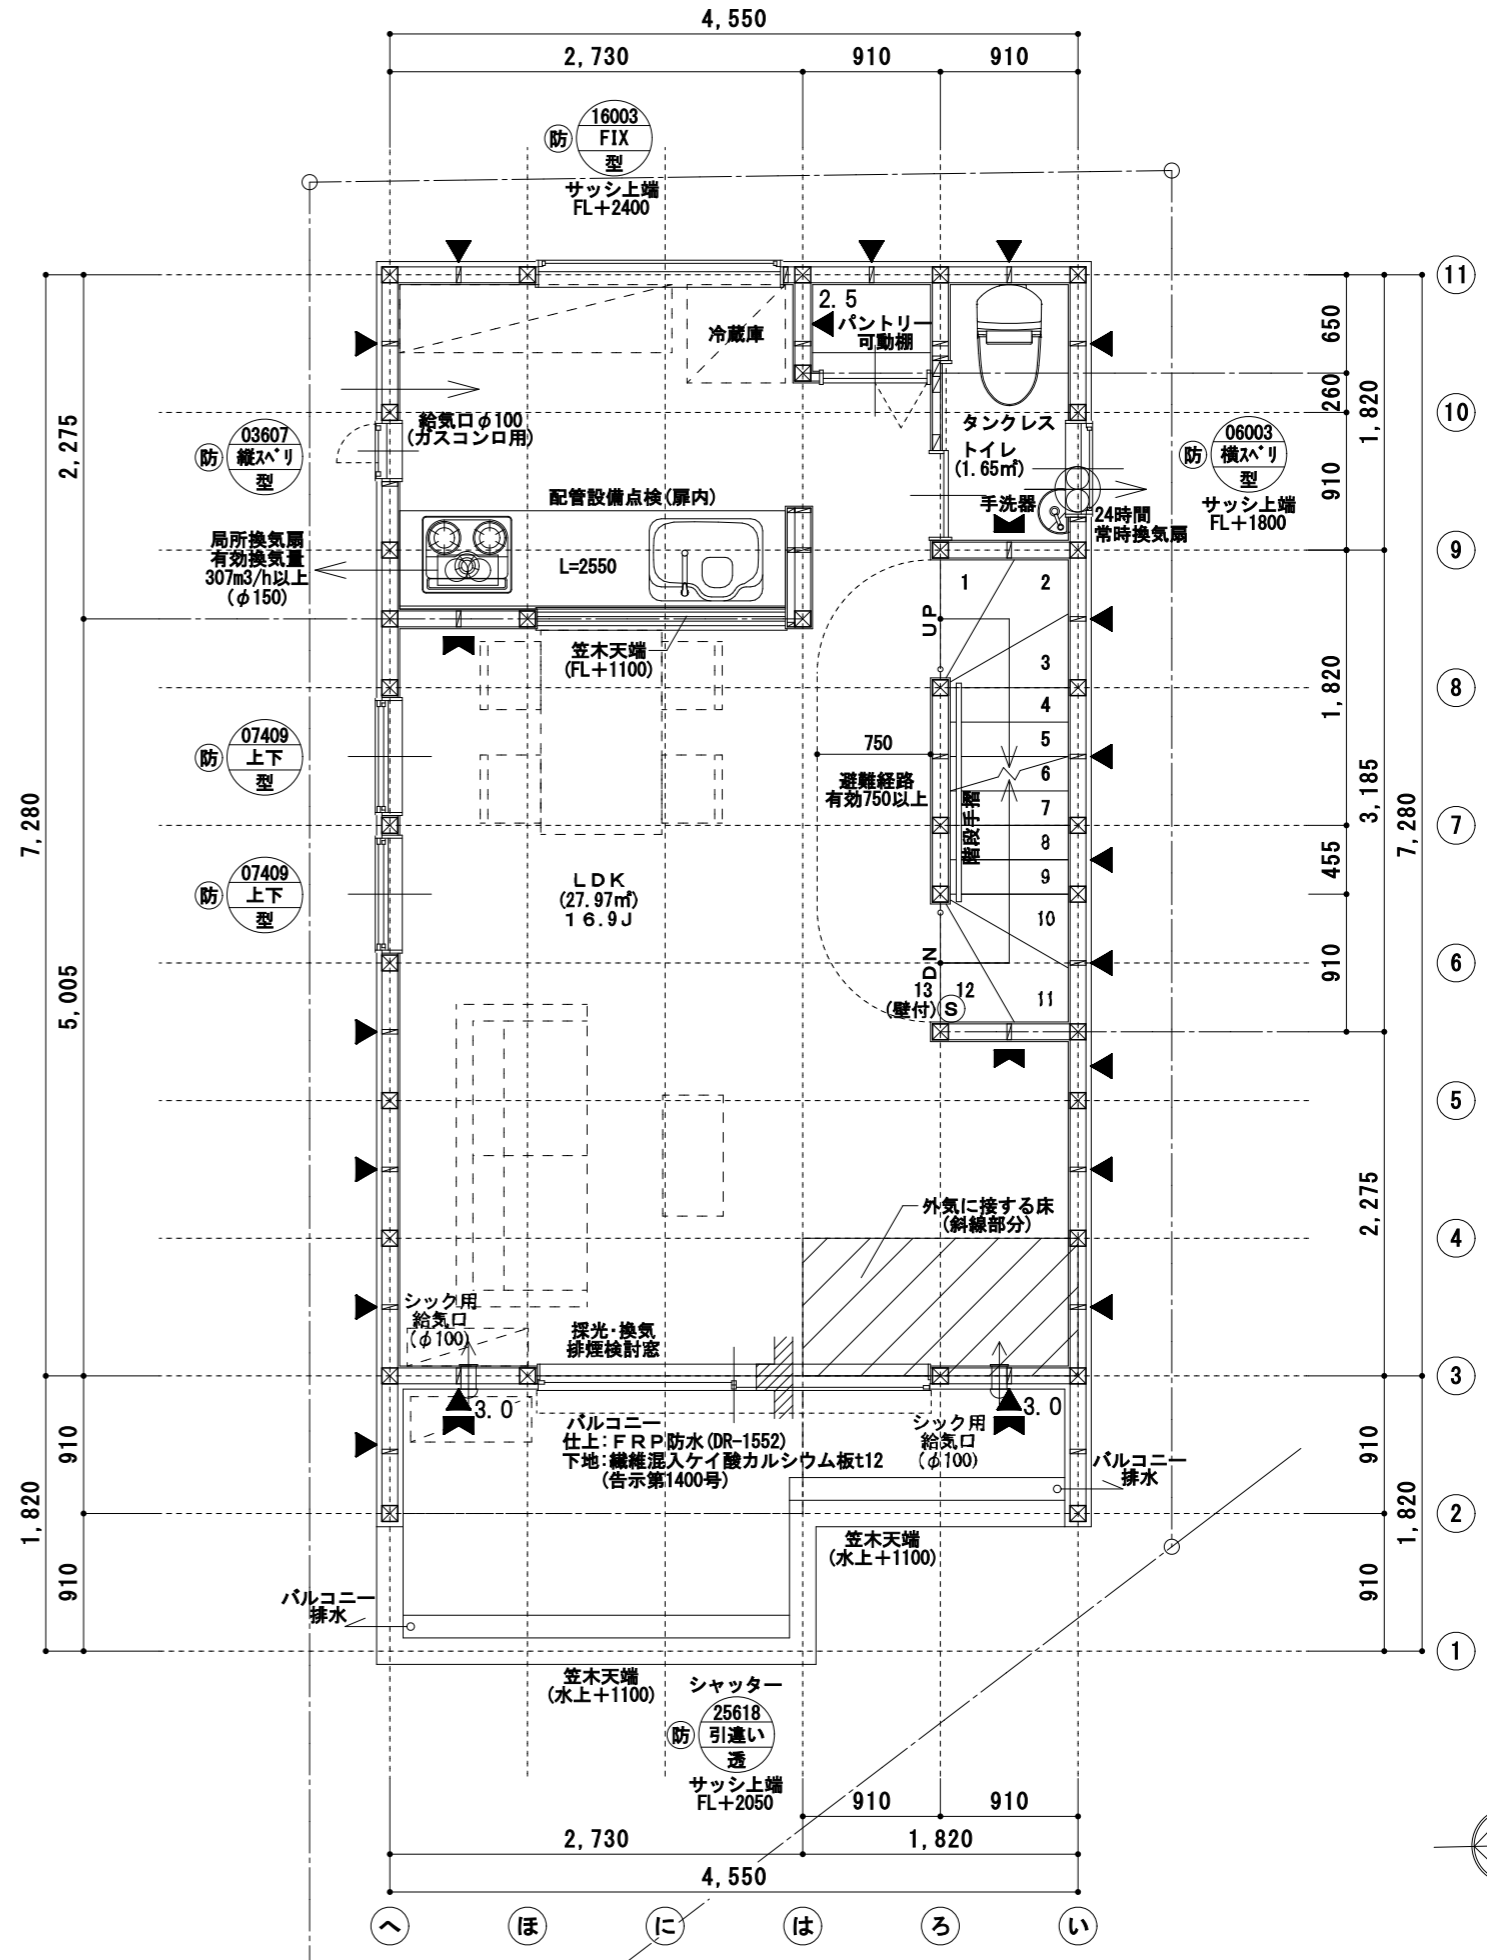 4,550
2,730
910
910
16003
防
FIX
型
サッシ上端
FL+2400
11
2.5
パントリー
可動棚
冷蔵庫
650
260
1,820
10
給気口φ100
(ガスコンロ用)
タンクレス
トイレ
(1.65㎡)
03607
防
縦スベリ
型
06003
防
横スベリ
型
サッシ上端
FL+1800
2,275
910
配管設備点検(扉内)
手洗器
24時間
常時換気扇
局所換気扇
有効換気量
307m3/h以上
(φ150)
L=2550
9
1
2
UP
笠木天端
(FL+1100)
3
8
4
1,820
5
6
07409
防
上下
型
750
避難経路
有効750以上
階段手摺
7
7
3,185
7,280
7,280
8
455
9
07409
防
上下
型
LDK
(27.97㎡)
16.9J
10
910
6
DN
13
12
11
(壁付)
S
5,005
5
外気に接する床
(斜線部分)
2,275
4
シック用
給気口
(φ100)
採光・換気
排煙検討窓
3
3.0
3.0
バルコニー
仕上:FRP防水(DR-1552)
下地:繊維混入ケイ酸カルシウム板t12
(告示第1400号)
シック用
給気口
(φ100)
バルコニー
排水
910
910
1,820
1,820
2
笠木天端
(水上+1100)
910
910
バルコニー
排水
1
笠木天端
(水上+1100)
シャッター
25618
防
引違い
透
サッシ上端
FL+2050
910
910
2,730
1,820
4,550
へ
ほ
に
は
ろ
い